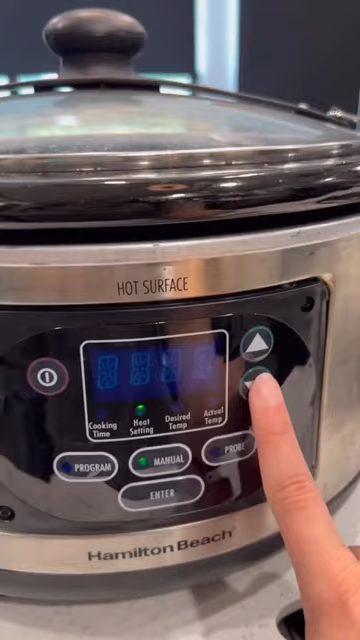 HOT SURFACE
Cooking Time
Heat Setting
Desired Temp
Actual Temp
PROGRAM
MANUAL
PROBE
ENTER
Hamilton Beach